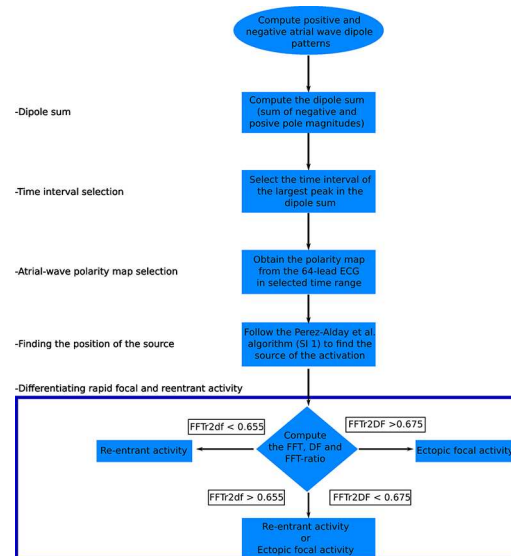 Compute positive and
negative atrial wave dipole
patterns
-Dipole sum
Compute the dipole sum
(sum of negative and
posive pole magnitudes)
-Time interval selection
Select the time interval of
the largest peak in the
dipole sum
-Atrial-wave polarity map selection
Obtain the polarity map
from the 64-lead ECG
in selected time range
-Finding the position of the source
Follow the Perez-Alday et al.
algorithm (SI 1) to find the
source of the activation
-Differentiating rapid focal and reentrant activity
FFTr2df < 0.655
FFTr2DF >0.675
Re-entrant activity
Compute
the FFT, DF and
FFT-ratio
Ectopic focal activity
FFTr2df > 0.655
FFTr2DF < 0.675
Re-entrant activity
or
Ectopic focal activity